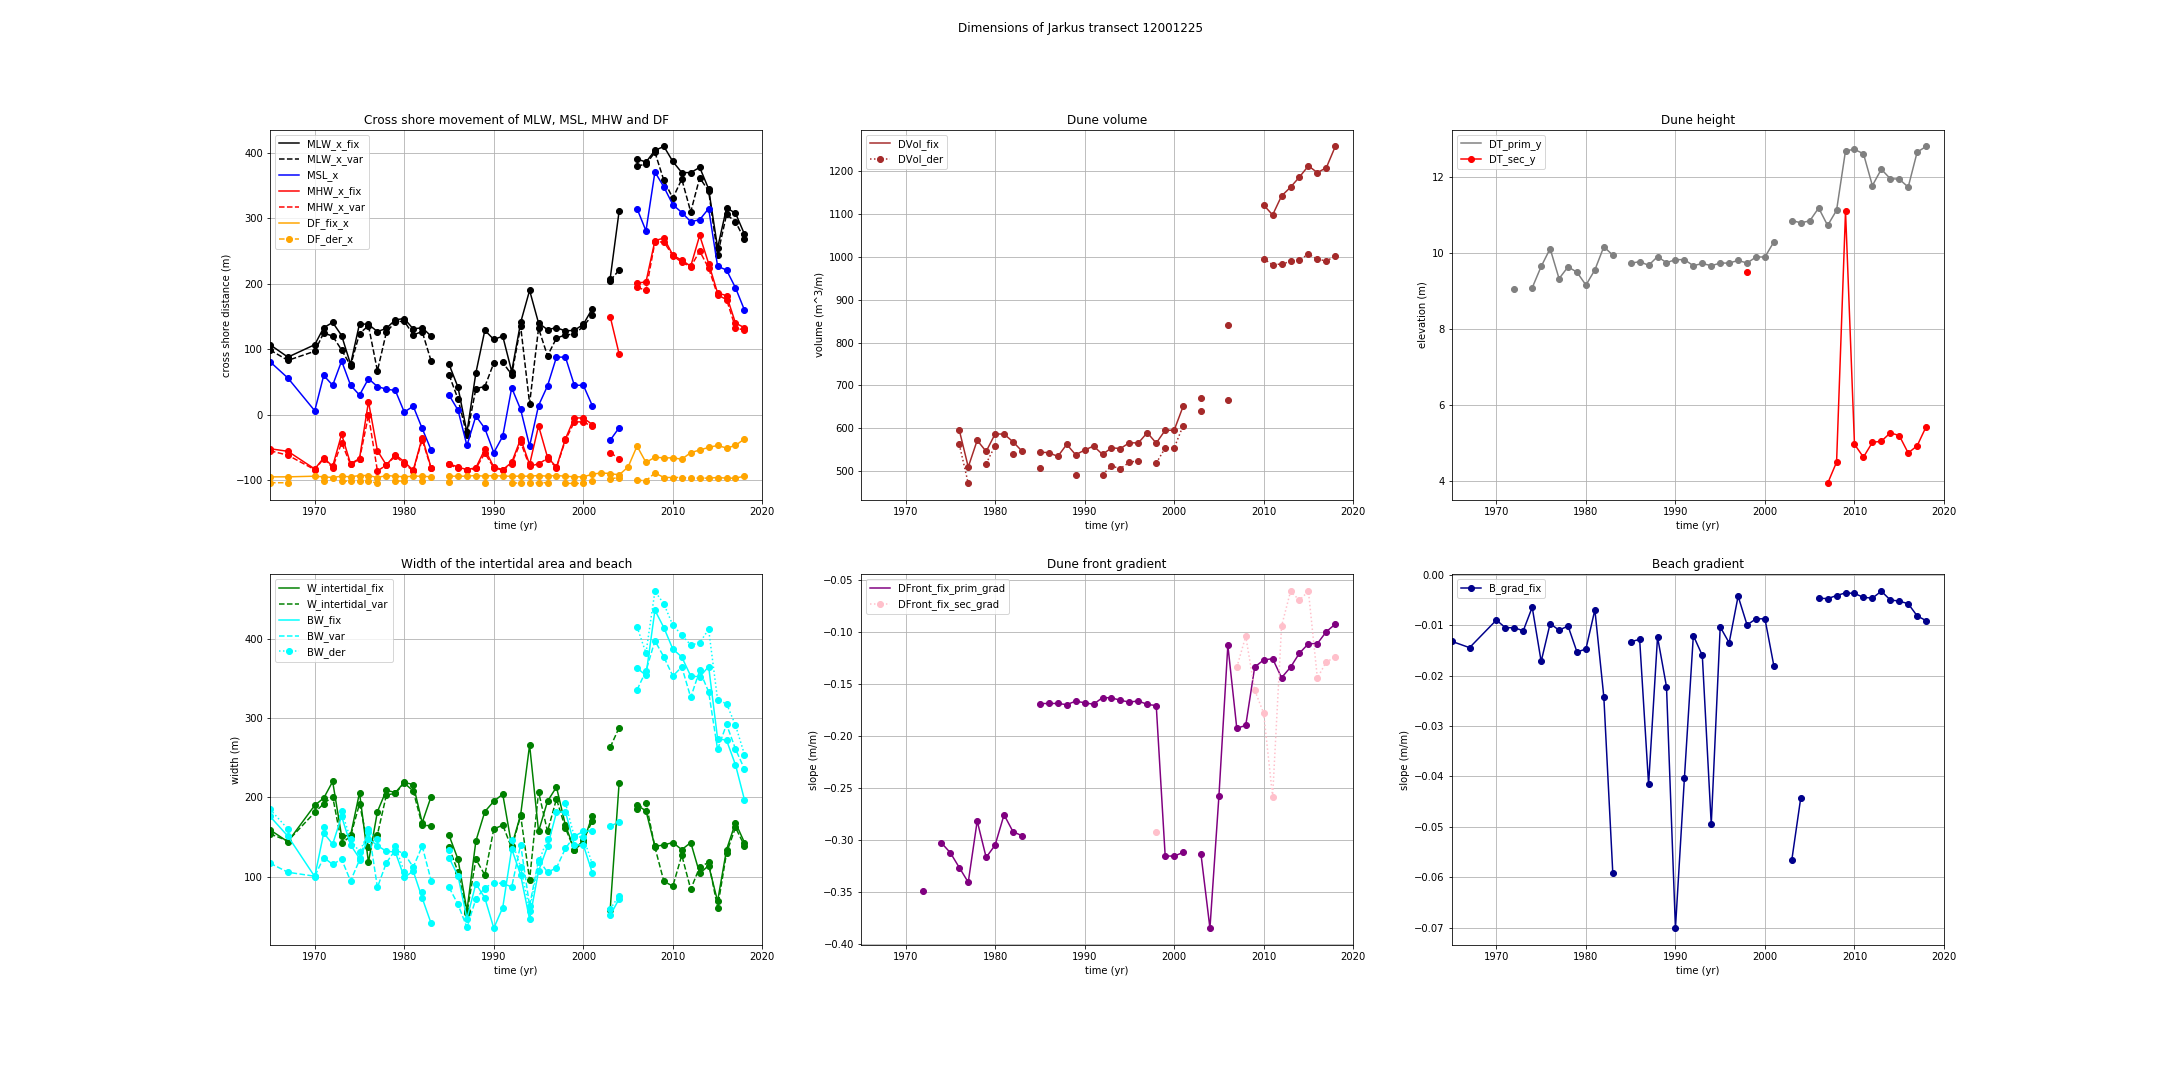 Dimensions of Jarkus transect 12001225
Cross shore movement of MLW, MSL, MHW and DF
MLW_x_fix
MLW_x_var
MSL_x
MHW_x_fix
MHW_x_var
DF_fix_x
DF_der_x
400
300
200
100
0
−100
cross shore distance (m)
1970 1980 1990 2000 2010 2020
time (yr)
Dune volume
DVol_fix
DVol_der
1200
1100
1000
900
800
700
600
500
volume (m^3/m)
1970 1980 1990 2000 2010 2020
time (yr)
Dune height
DT_prim_y
DT_sec_y
12
10
8
6
4
elevation (m)
1970 1980 1990 2000 2010 2020
time (yr)
Width of the intertidal area and beach
W_intertidal_fix
W_intertidal_var
BW_fix
BW_var
BW_der
400
300
200
100
width (m)
1970 1980 1990 2000 2010 2020
time (yr)
Dune front gradient
DFront_fix_prim_grad
DFront_fix_sec_grad
−0.05
−0.10
−0.15
−0.20
−0.25
−0.30
−0.35
−0.40
slope (m/m)
1970 1980 1990 2000 2010 2020
time (yr)
Beach gradient
B_grad_fix
0.00
−0.01
−0.02
−0.03
−0.04
−0.05
−0.06
−0.07
slope (m/m)
1970 1980 1990 2000 2010 2020
time (yr)